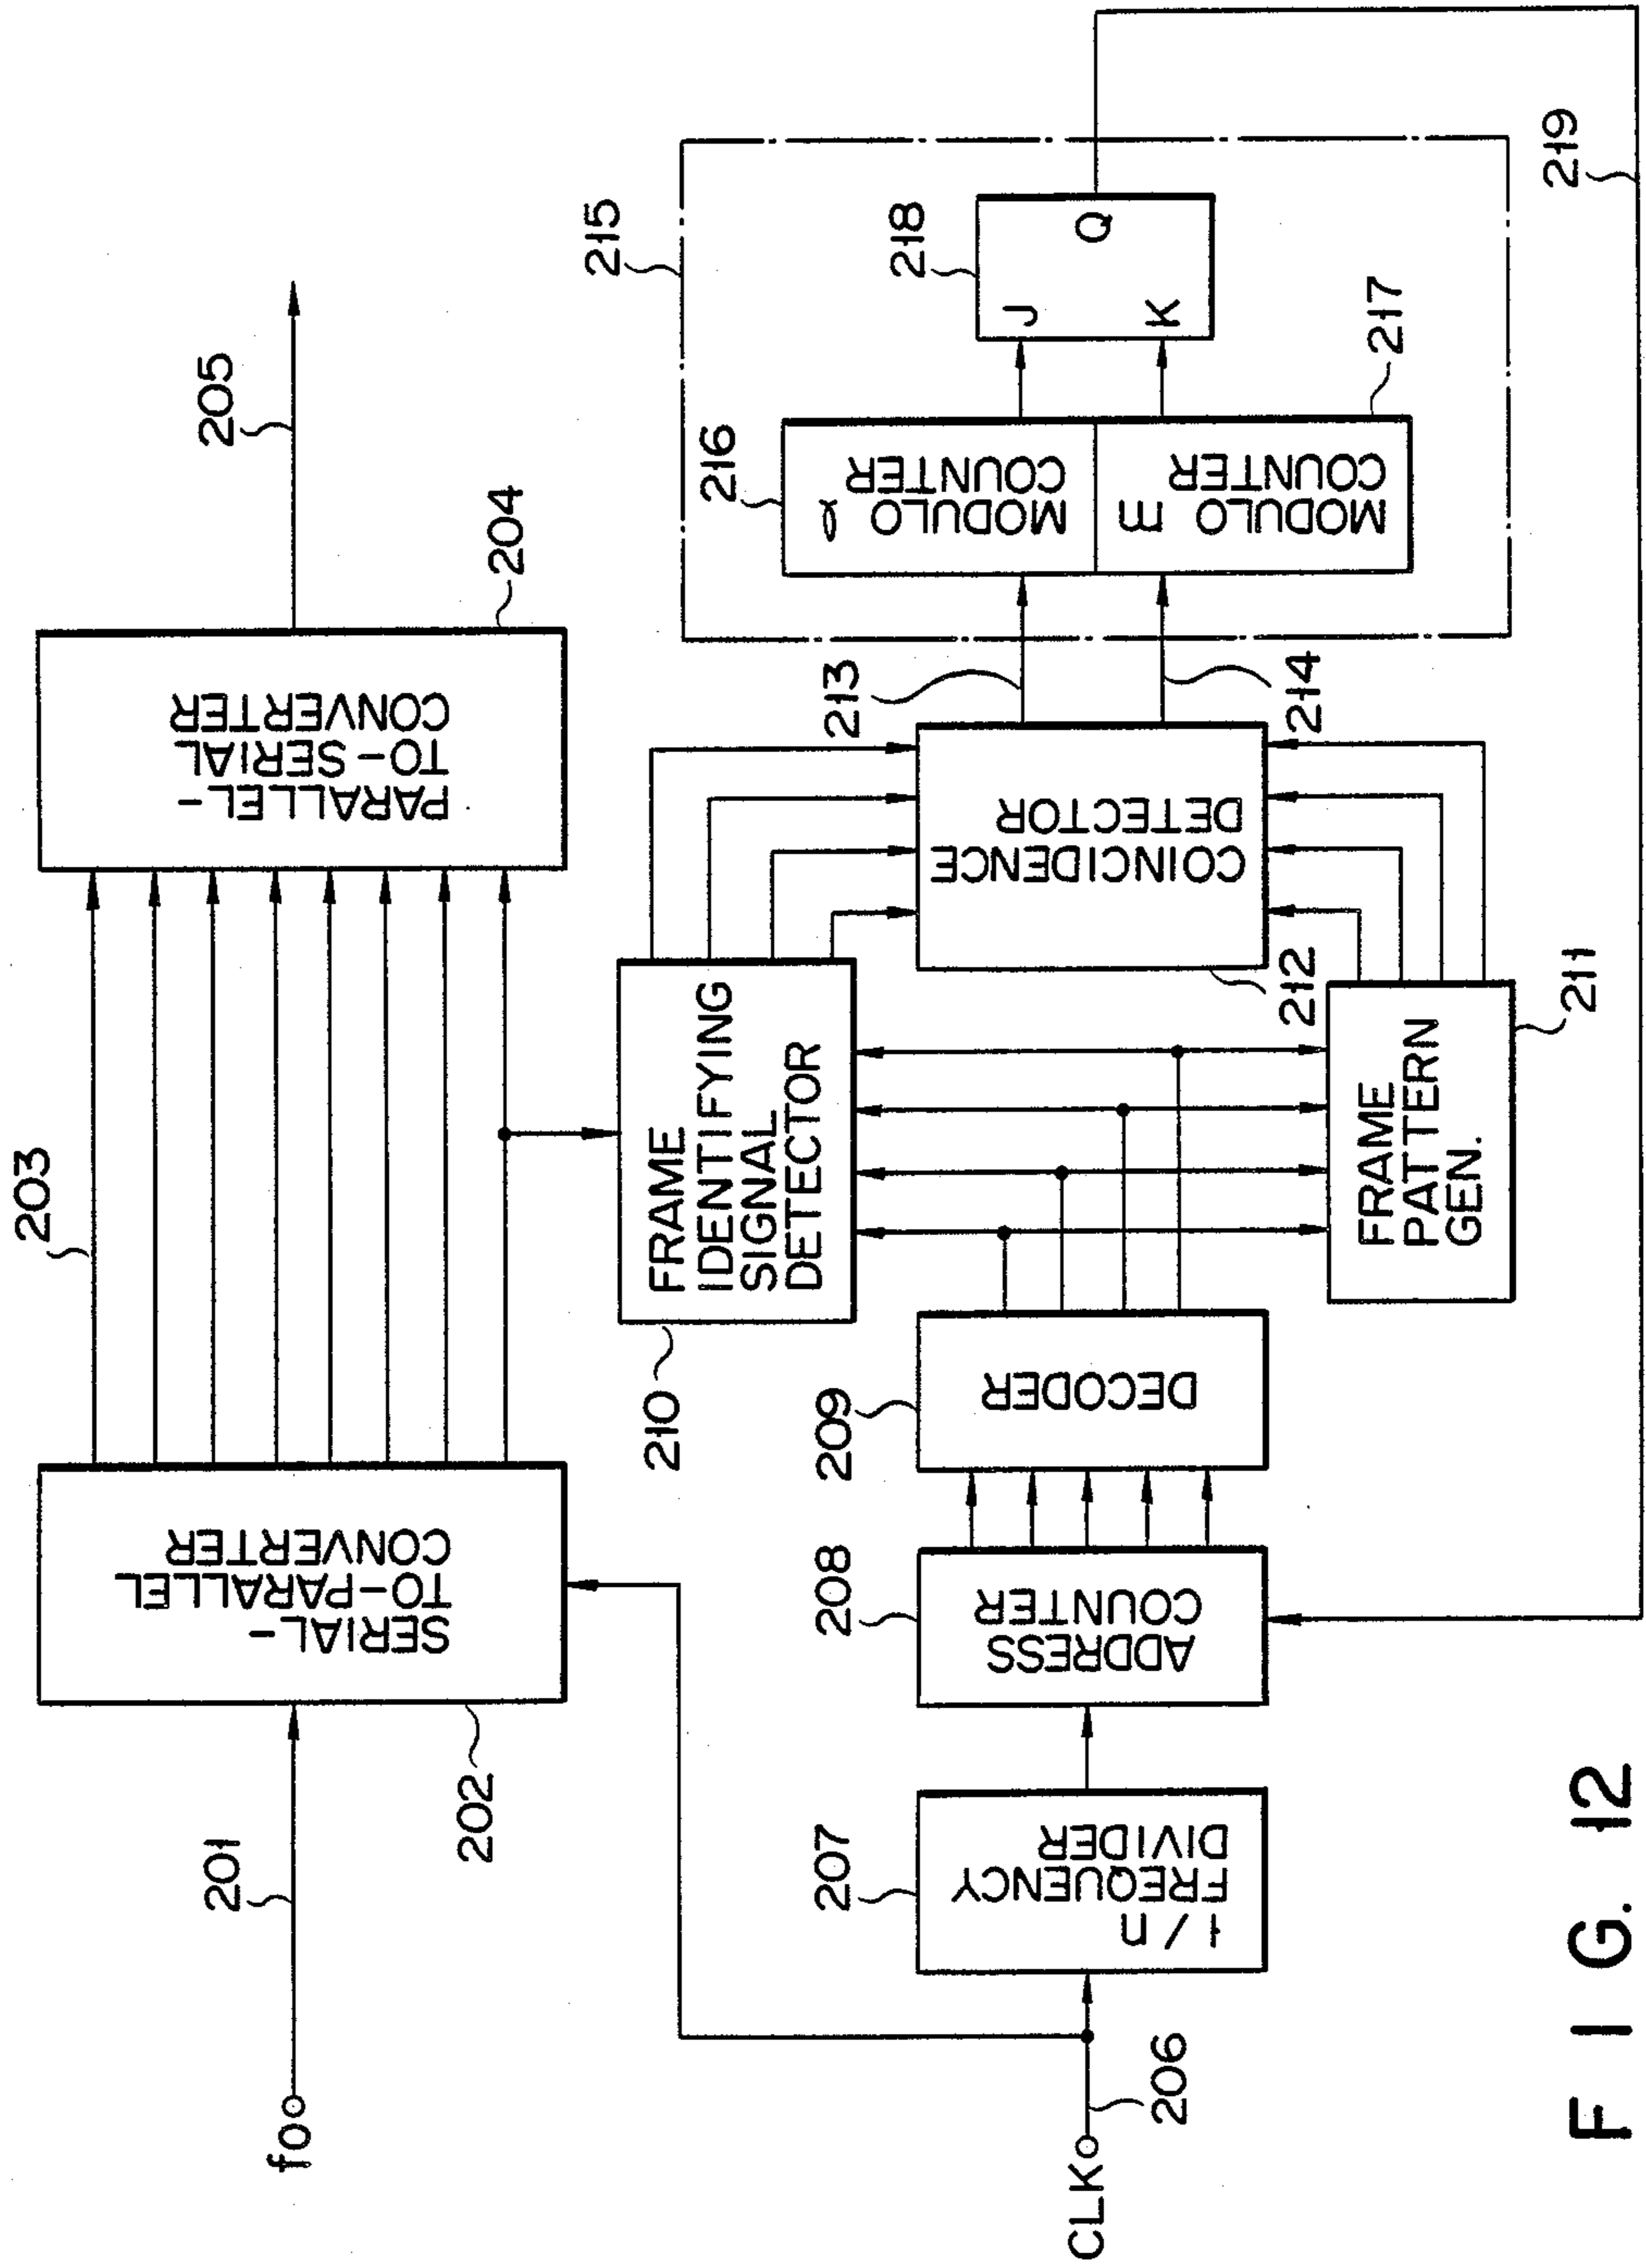 203
205
SERIAL-
TO-PARALLEL
CONVERTER
PARALLEL-
TO-SERIAL
CONVERTER
fo
201
202
204
215
FRAME
IDENTIFYING
SIGNAL
DETECTOR
210
213
216
218
MODULO ℓ
COUNTER
MODULO m
COUNTER
J
K
Q
217
207
208
209
1/n
FREQUENCY
DIVIDER
ADDRESS
COUNTER
DECODER
COINCIDENCE
DETECTOR
CLK
206
212
214
FRAME
PATTERN
GEN.
211
219
FIG. 12